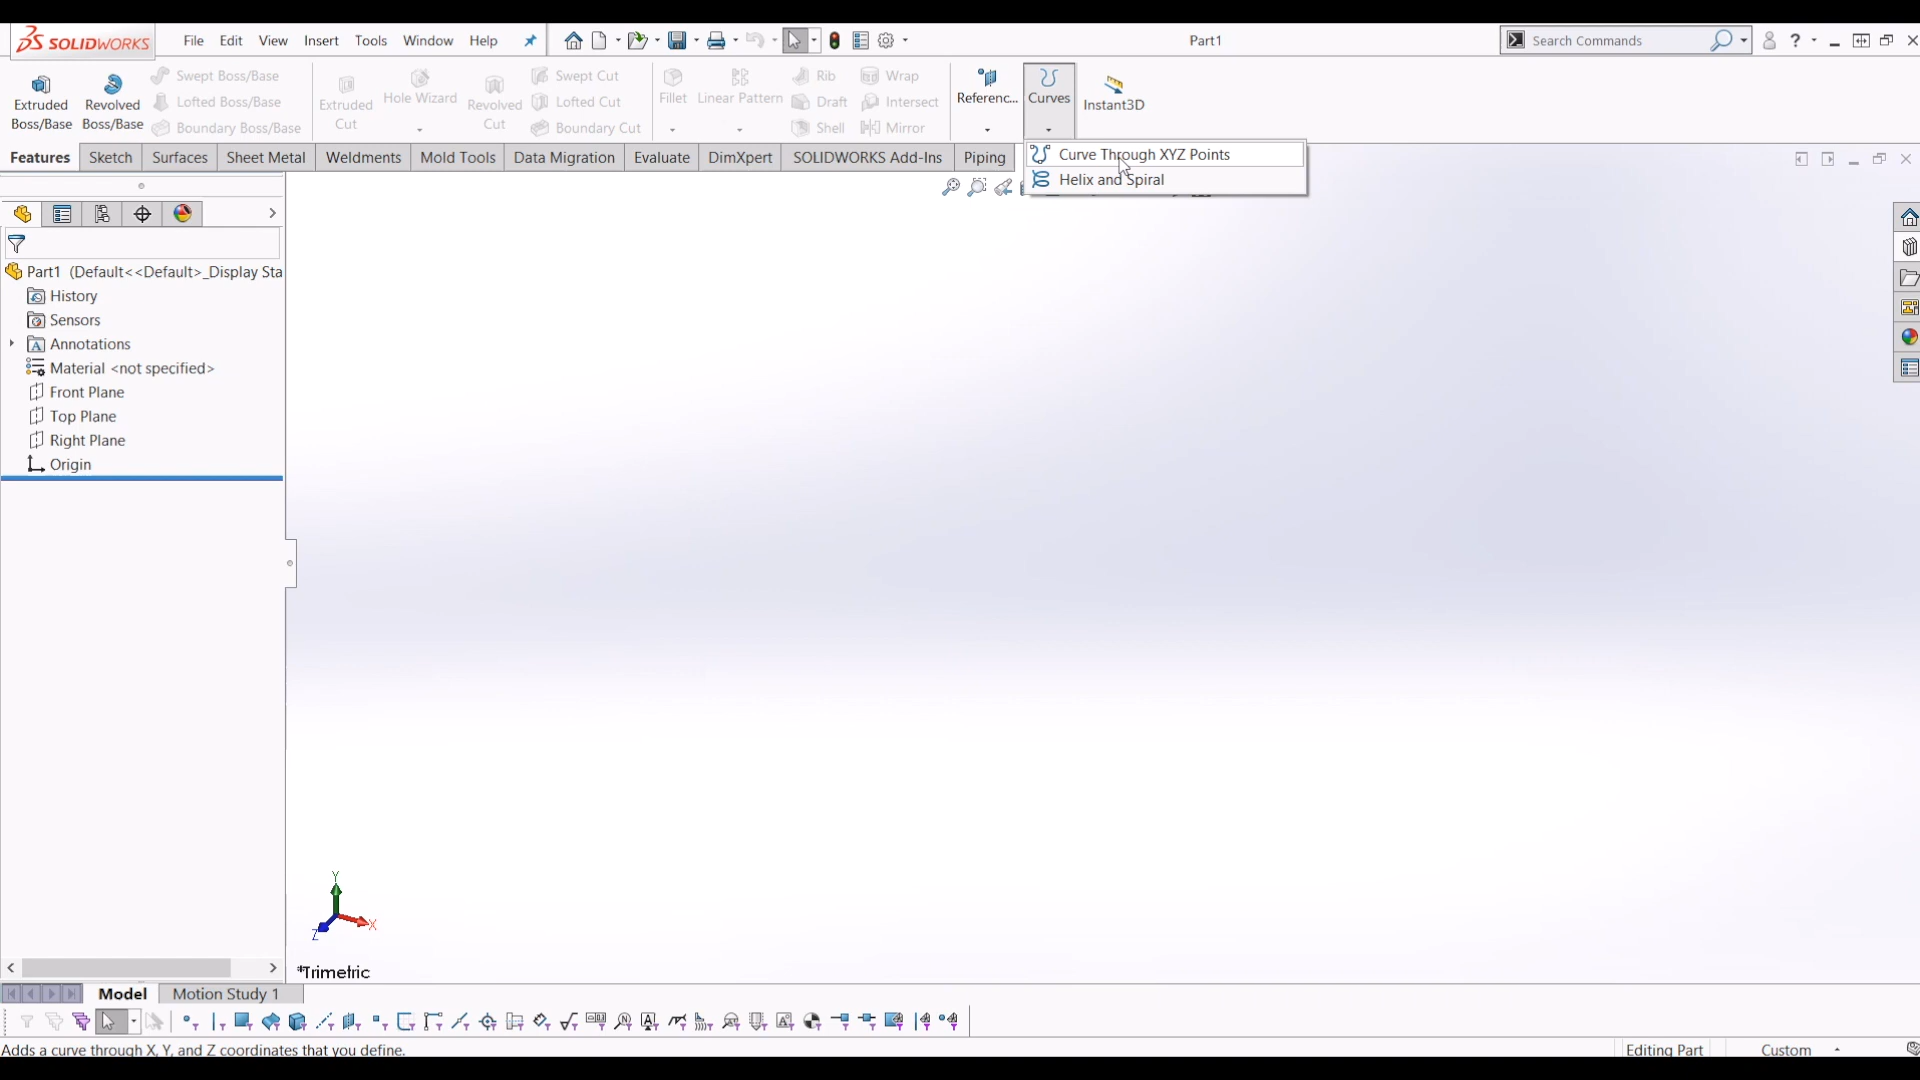 SOLIDWORKS File Edit View Insert Tools Window Help Part1 Search Commands ?
Extruded Boss/Base
Revolved Boss/Base
Swept Boss/Base
Lofted Boss/Base
Boundary Boss/Base
Extruded Cut
Hole Wizard
Revolved Cut
Swept Cut
Lofted Cut
Boundary Cut
Fillet
Linear Pattern
Rib
Draft
Shell
Wrap
Intersect
Mirror
Referenc...
Curves
Instant3D
Features Sketch Surfaces Sheet Metal Weldments Mold Tools Data Migration Evaluate DimXpert SOLIDWORKS Add-Ins Piping
Curve Through XYZ Points
Helix and Spiral
Part1 (Default<<Default>_Display Sta
History
Sensors
Annotations
Material <not specified>
Front Plane
Top Plane
Right Plane
Origin
Y
X
Z
*Trimetric
Model Motion Study 1
Adds a curve through X, Y, and Z coordinates that you define. Editing Part Custom